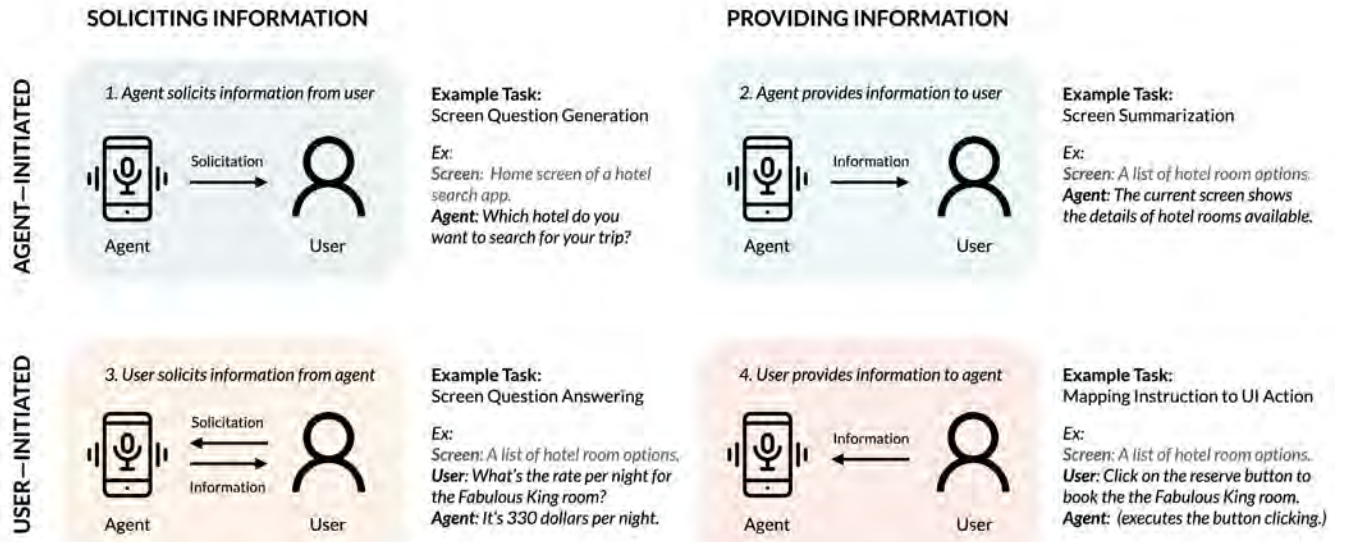 SOLICITING INFORMATION
PROVIDING INFORMATION
AGENT—INITIATED
1. Agent solicits information from user
Solicitation
Agent
User
Example Task:
Screen Question Generation
Ex:
Screen: Home screen of a hotel
search app.
Agent: Which hotel do you
want to search for your trip?
2. Agent provides information to user
Information
Agent
User
Example Task:
Screen Summarization
Ex:
Screen: A list of hotel room options.
Agent: The current screen shows
the details of hotel rooms available.
USER—INITIATED
3. User solicits information from agent
Solicitation
Information
Agent
User
Example Task:
Screen Question Answering
Ex:
Screen: A list of hotel room options.
User: What's the rate per night for
the Fabulous King room?
Agent: It's 330 dollars per night.
4. User provides information to agent
Information
Agent
User
Example Task:
Mapping Instruction to UI Action
Ex:
Screen: A list of hotel room options.
User: Click on the reserve button to
book the the Fabulous King room.
Agent: (executes the button clicking.)